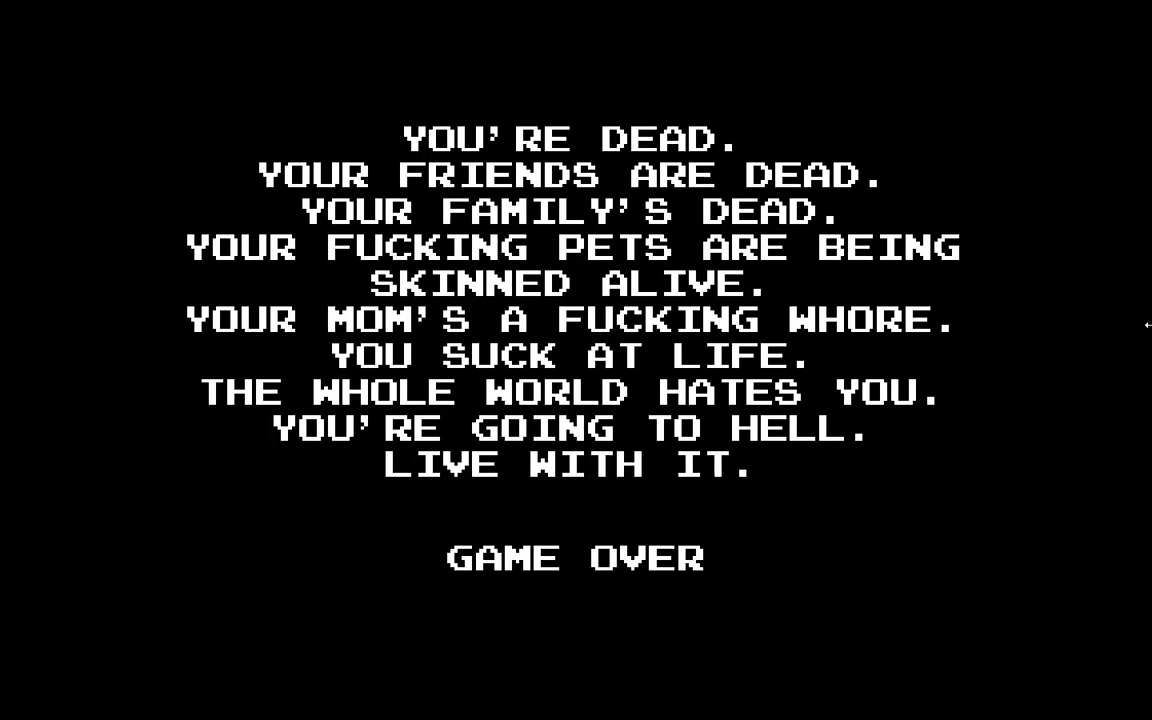 YOU'RE DEAD.
YOUR FRIENDS ARE DEAD.
YOUR FAMILY'S DEAD.
YOUR FUCKING PETS ARE BEING
SKINNED ALIVE.
YOUR MOM'S A FUCKING WHORE.
YOU SUCK AT LIFE.
THE WHOLE WORLD HATES YOU.
YOU'RE GOING TO HELL.
LIVE WITH IT.
GAME OVER